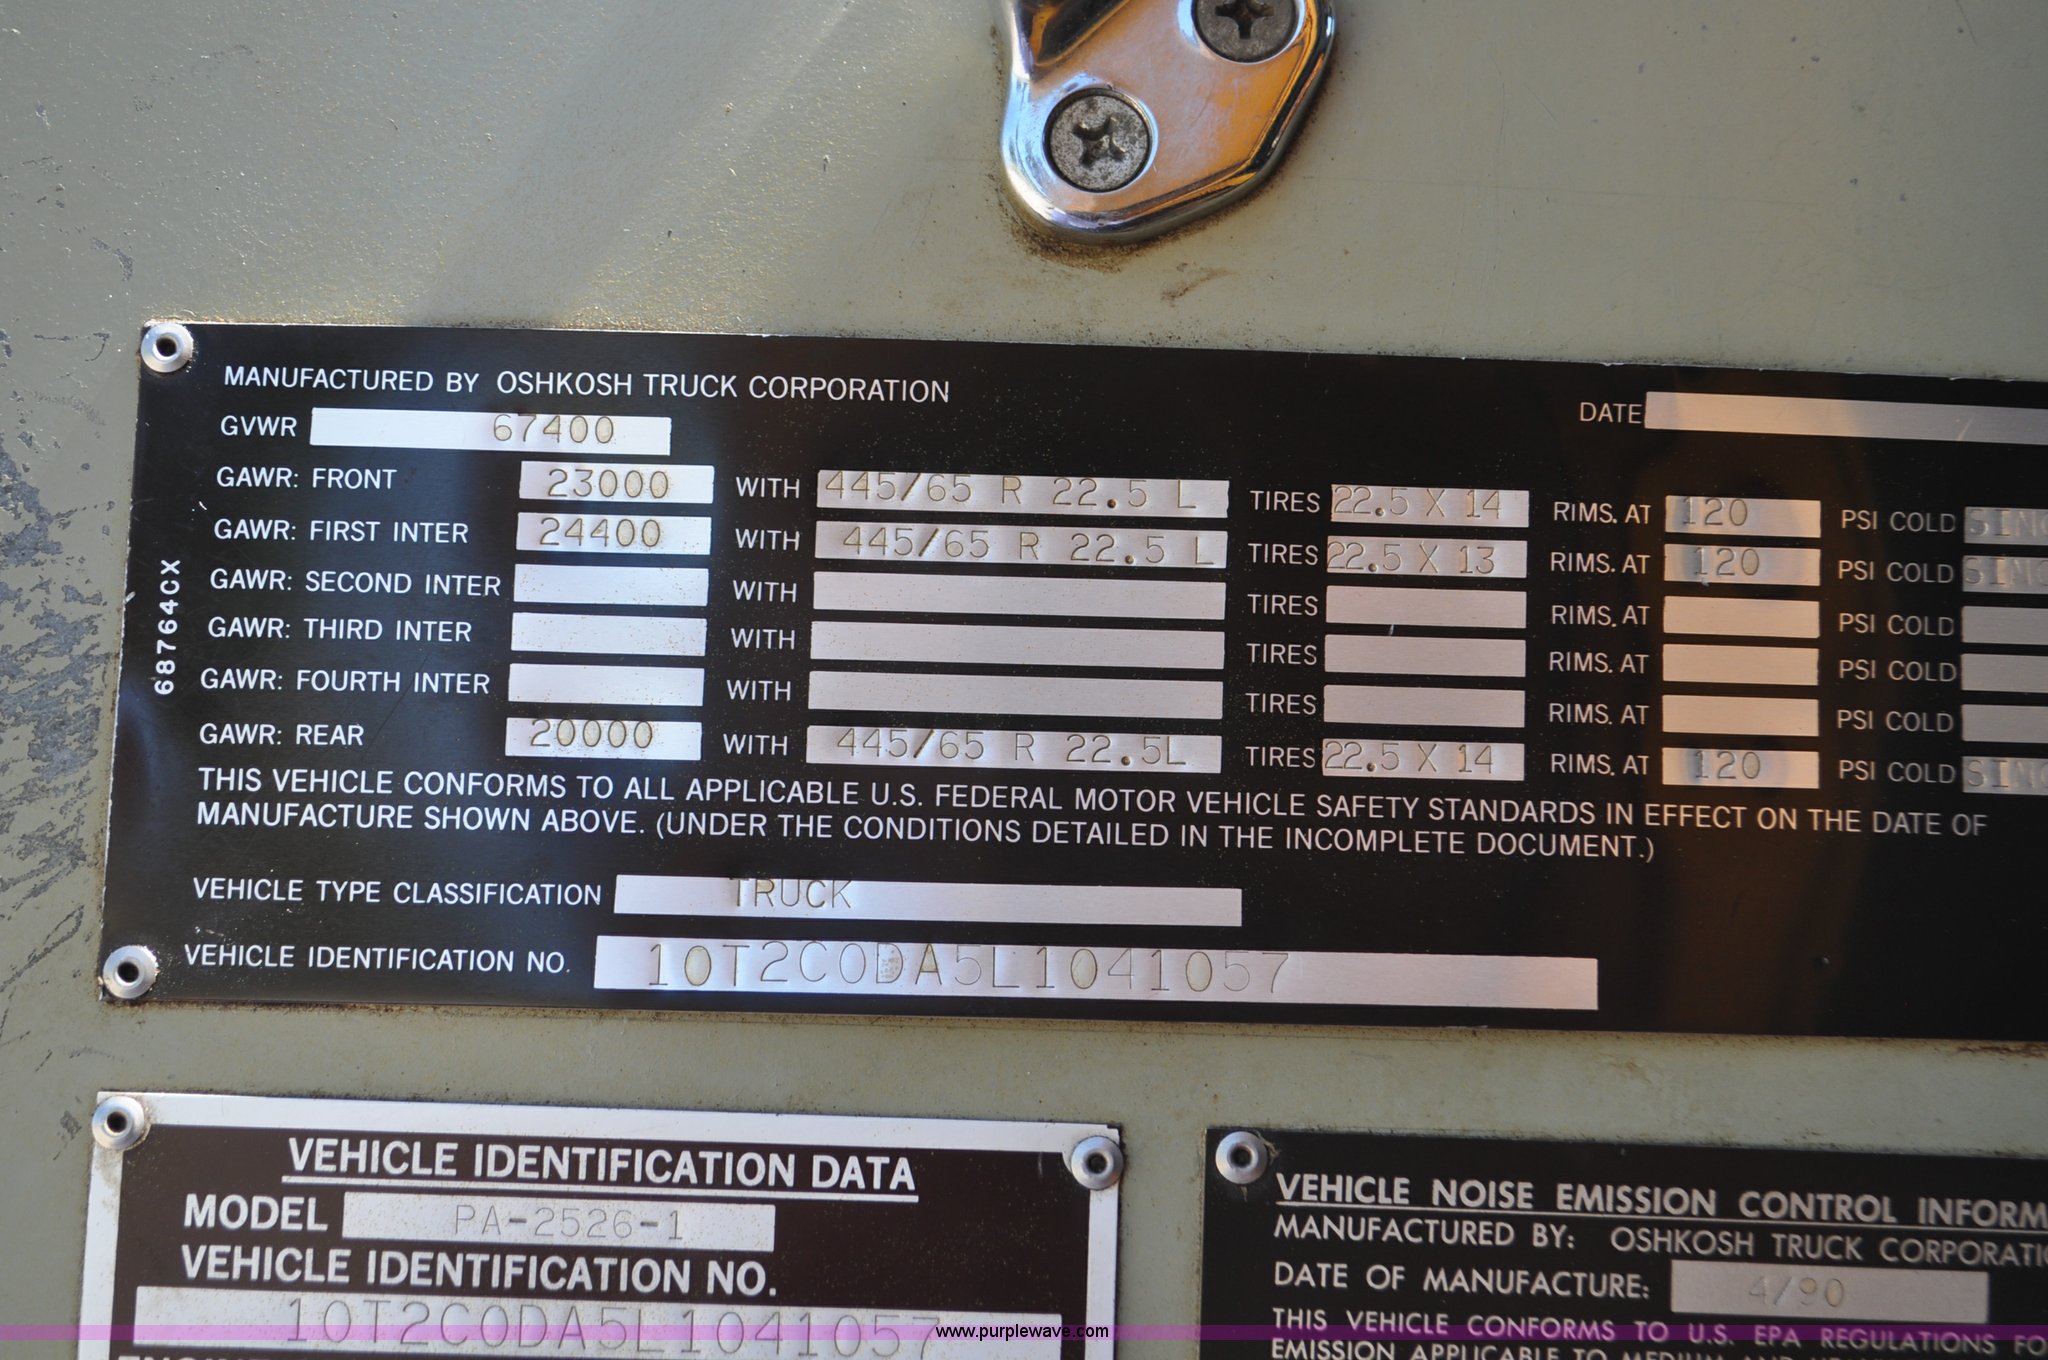 MANUFACTURED BY OSHKOSH TRUCK CORPORATION
DATE
GVWR 67400
GAWR: FRONT 23000 WITH 445/65 R 22.5 L TIRES 22.5 X 14 RIMS. AT 120 PSI COLD
GAWR: FIRST INTER 24400 WITH 445/65 R 22.5 L TIRES 22.5 X 13 RIMS. AT 120 PSI COLD
GAWR: SECOND INTER WITH TIRES RIMS. AT PSI COLD
GAWR: THIRD INTER WITH TIRES RIMS. AT PSI COLD
GAWR: FOURTH INTER WITH TIRES RIMS. AT PSI COLD
GAWR: REAR 20000 WITH 445/65 R 22.5L TIRES 22.5 X 14 RIMS. AT 120 PSI COLD
THIS VEHICLE CONFORMS TO ALL APPLICABLE U.S. FEDERAL MOTOR VEHICLE SAFETY STANDARDS IN EFFECT ON THE DATE OF
MANUFACTURE SHOWN ABOVE. (UNDER THE CONDITIONS DETAILED IN THE INCOMPLETE DOCUMENT.)
VEHICLE TYPE CLASSIFICATION TRUCK
VEHICLE IDENTIFICATION NO. 10T2C0DA5L1041057
68764CX
VEHICLE IDENTIFICATION DATA
MODEL PA-2526-1
VEHICLE IDENTIFICATION NO.
10T2C0DA5L1041057
VEHICLE NOISE EMISSION CONTROL INFORM
MANUFACTURED BY: OSHKOSH TRUCK CORPORATI
DATE OF MANUFACTURE: 4/90
THIS VEHICLE CONFORMS TO U.S. EPA REGULATIONS FO
EMISSION APPLICABLE TO MEDIUM AND
www.purplewave.com